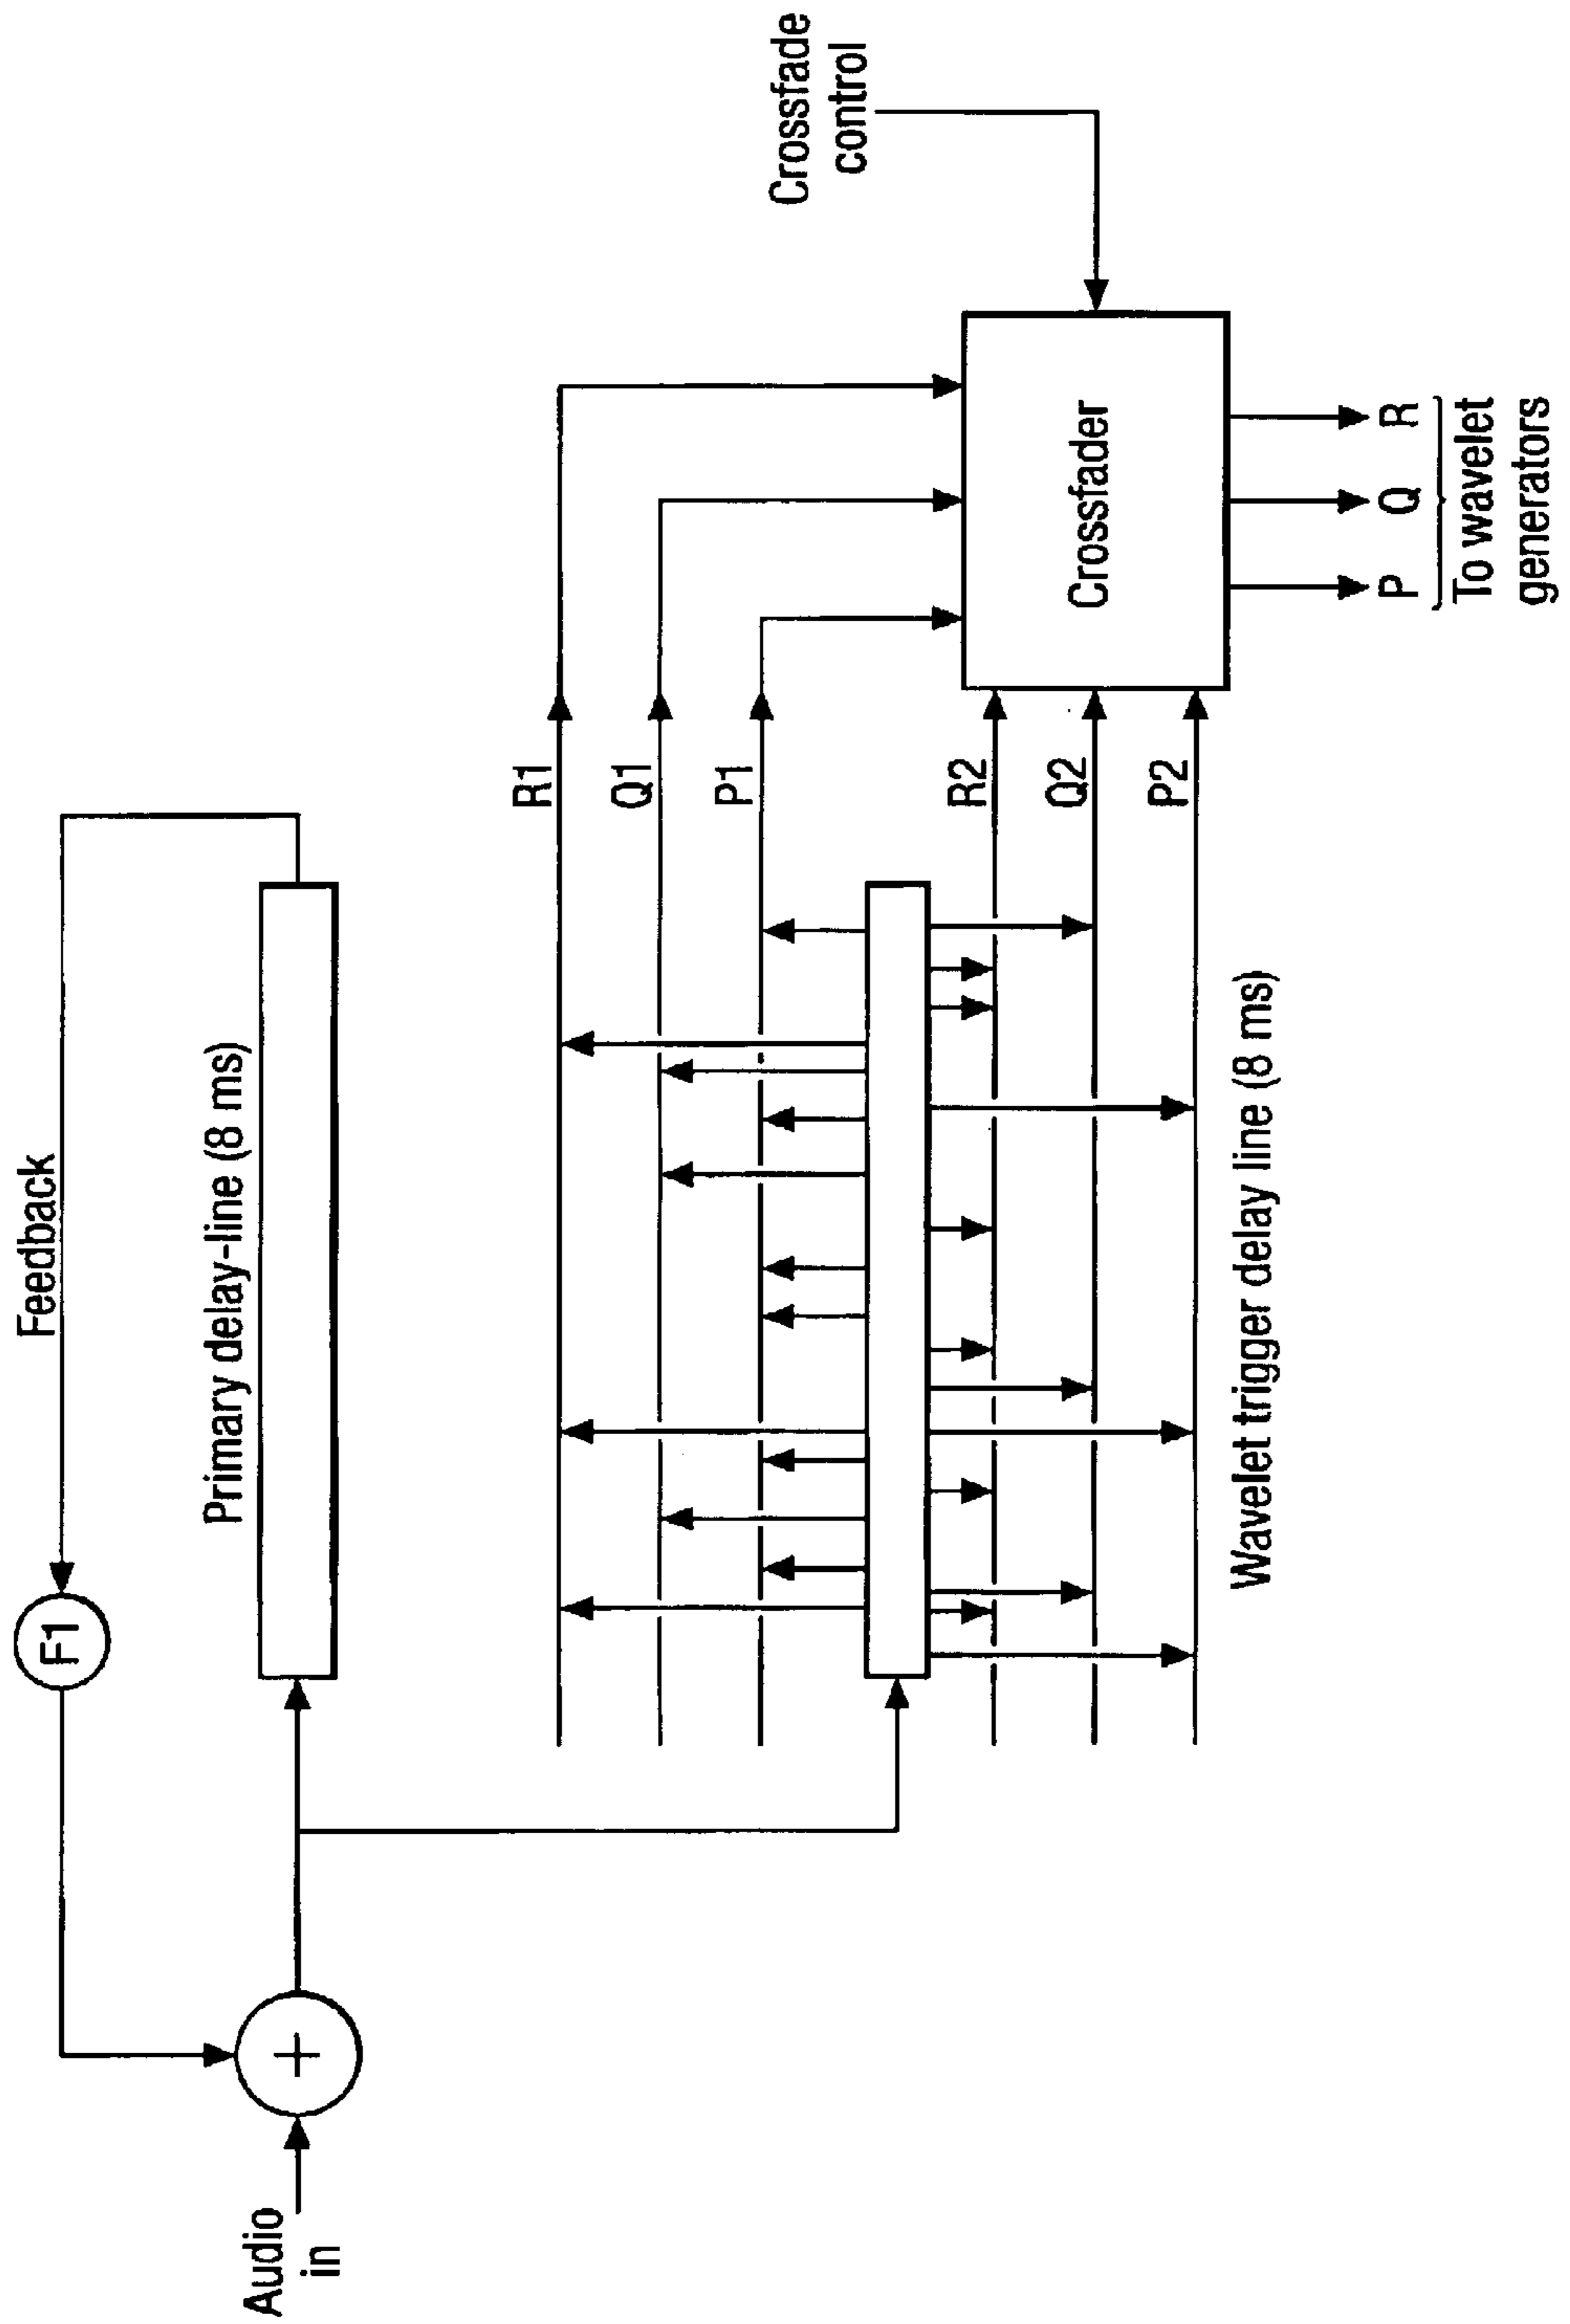 Feedback
F1
Primary delay-line (8 ms)
Audio
in
+
R1
Q1
P1
R2
Q2
P2
Wavelet trigger delay line (8 ms)
Crossfade
control
Crossfader
P
Q
R
To wavelet
generators